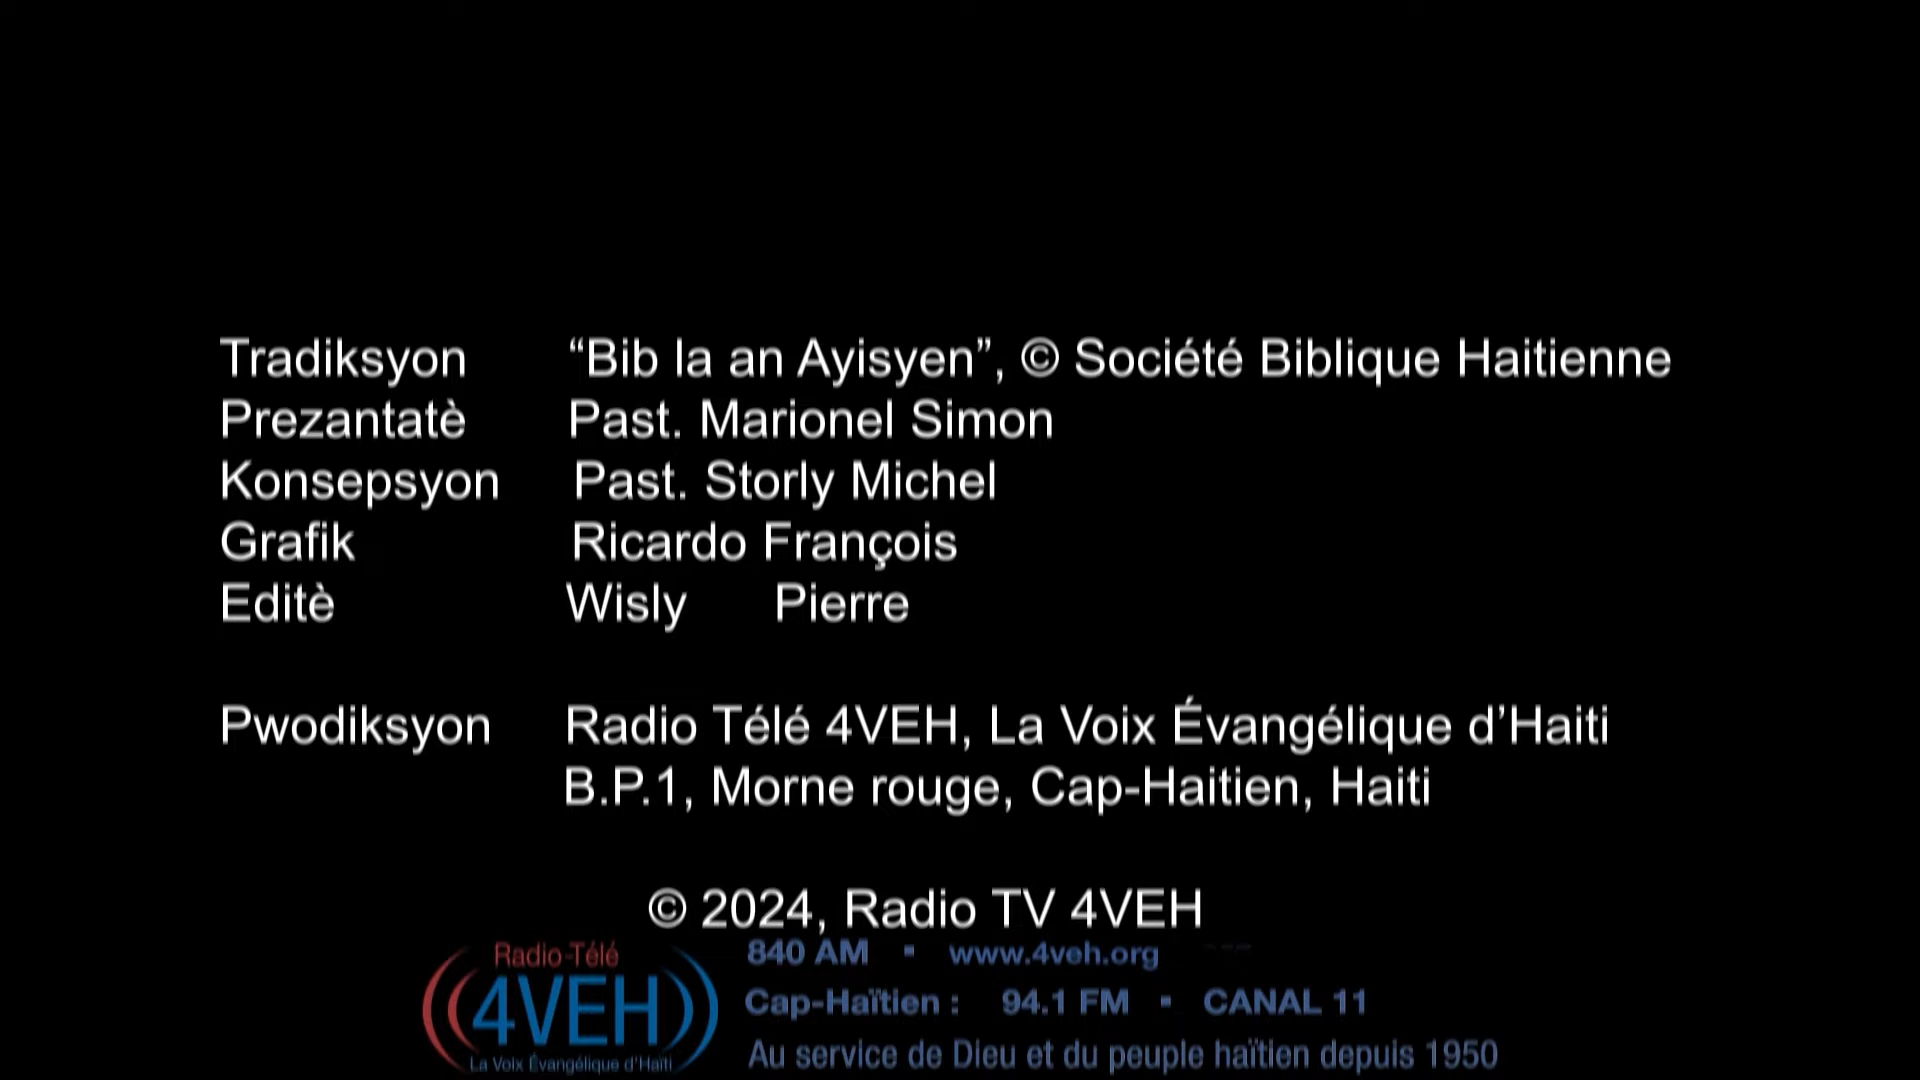 Tradiksyon “Bib la an Ayisyen”, © Société Biblique Haitienne
Prezantatè Past. Marionel Simon
Konsepsyon Past. Storly Michel
Grafik Ricardo François
Editè Wisly Pierre
Pwodiksyon Radio Télé 4VEH, La Voix Évangélique d’Haiti
B.P.1, Morne rouge, Cap-Haitien, Haiti
© 2024, Radio TV 4VEH
Radio-Télé
4VEH
La Voix Évangélique d’Haïti
840 AM ▪ www.4veh.org
Cap-Haïtien : 94.1 FM ▪ CANAL 11
Au service de Dieu et du peuple haïtien depuis 1950